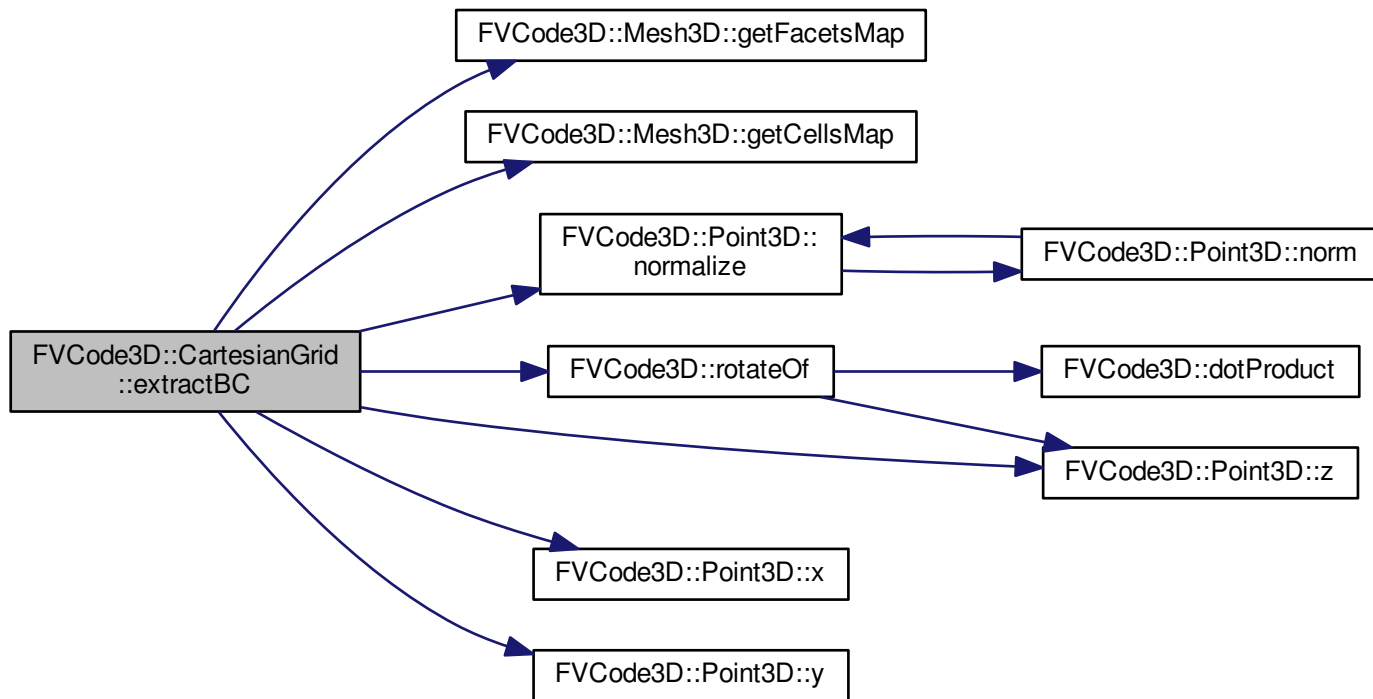 FVCode3D::Mesh3D::getFacetsMap
FVCode3D::Mesh3D::getCellsMap
FVCode3D::Point3D::
normalize
FVCode3D::Point3D::norm
FVCode3D::CartesianGrid
::extractBC
FVCode3D::rotateOf
FVCode3D::dotProduct
FVCode3D::Point3D::z
FVCode3D::Point3D::x
FVCode3D::Point3D::y